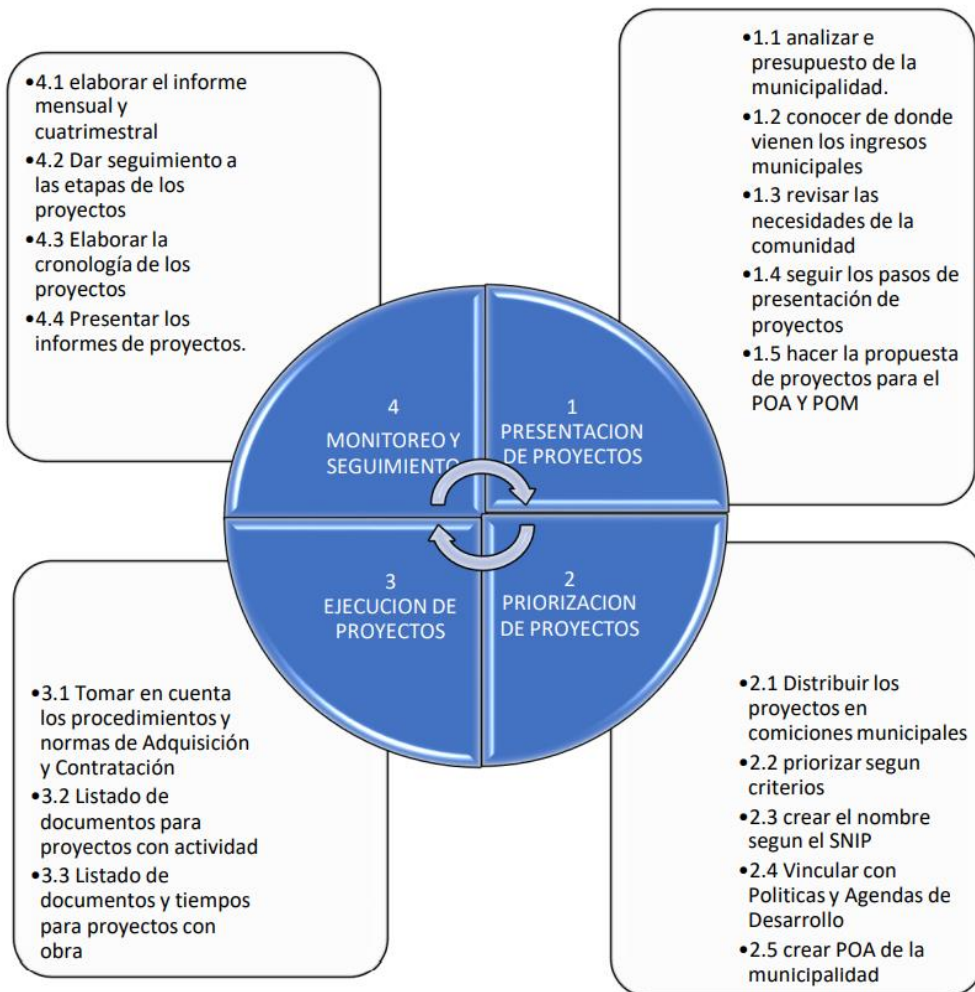 •4.1 elaborar el informe
mensual y
cuatrimestral
•4.2 Dar seguimiento a
las etapas de los
proyectos
•4.3 Elaborar la
cronología de los
proyectos
•4.4 Presentar los
informes de proyectos.
•1.1 analizar e
presupuesto de la
municipalidad.
•1.2 conocer de donde
vienen los ingresos
municipales
•1.3 revisar las
necesidades de la
comunidad
•1.4 seguir los pasos de
presentación de
proyectos
•1.5 hacer la propuesta
de proyectos para el
POA Y POM
4
MONITOREO Y
SEGUIMIENTO
1
PRESENTACION
DE PROYECTOS
3
EJECUCION DE
PROYECTOS
2
PRIORIZACION
DE PROYECTOS
•3.1 Tomar en cuenta
los procedimientos y
normas de Adquisición
y Contratación
•3.2 Listado de
documentos para
proyectos con actividad
•3.3 Listado de
documentos y tiempos
para proyectos con
obra
•2.1 Distribuir los
proyectos en
comiciones municipales
•2.2 priorizar segun
criterios
•2.3 crear el nombre
segun el SNIP
•2.4 Vincular con
Politicas y Agendas de
Desarrollo
•2.5 crear POA de la
municipalidad